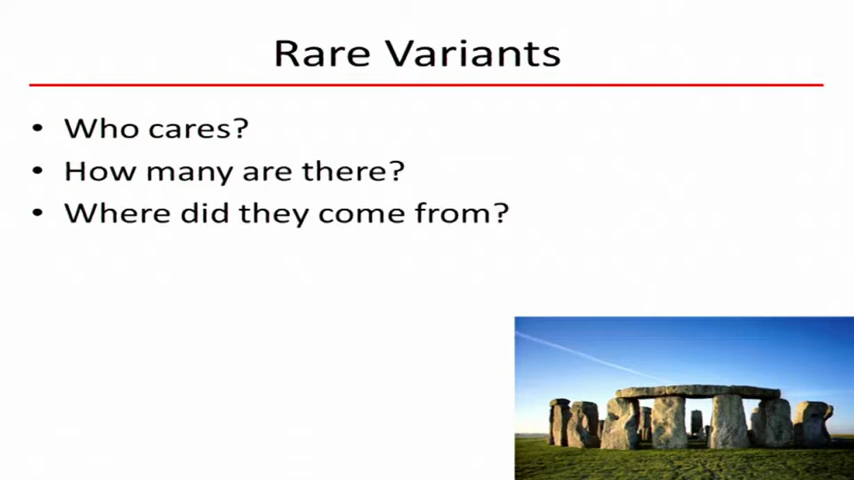 Rare Variants
• Who cares?
• How many are there?
• Where did they come from?